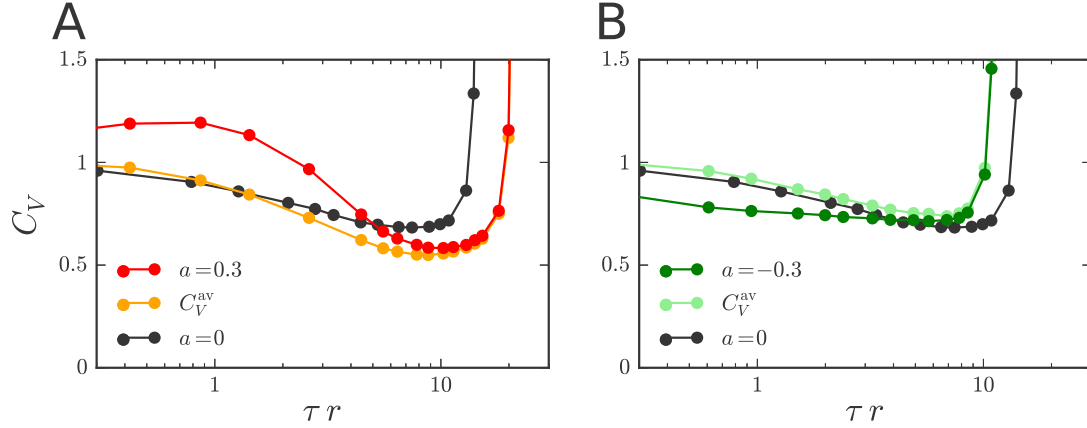 A
1.5
1
0.5
0
C_V
a = 0.3
C_V^av
a = 0
1
10
τ r
B
1.5
1
0.5
0
a = −0.3
C_V^av
a = 0
1
10
τ r